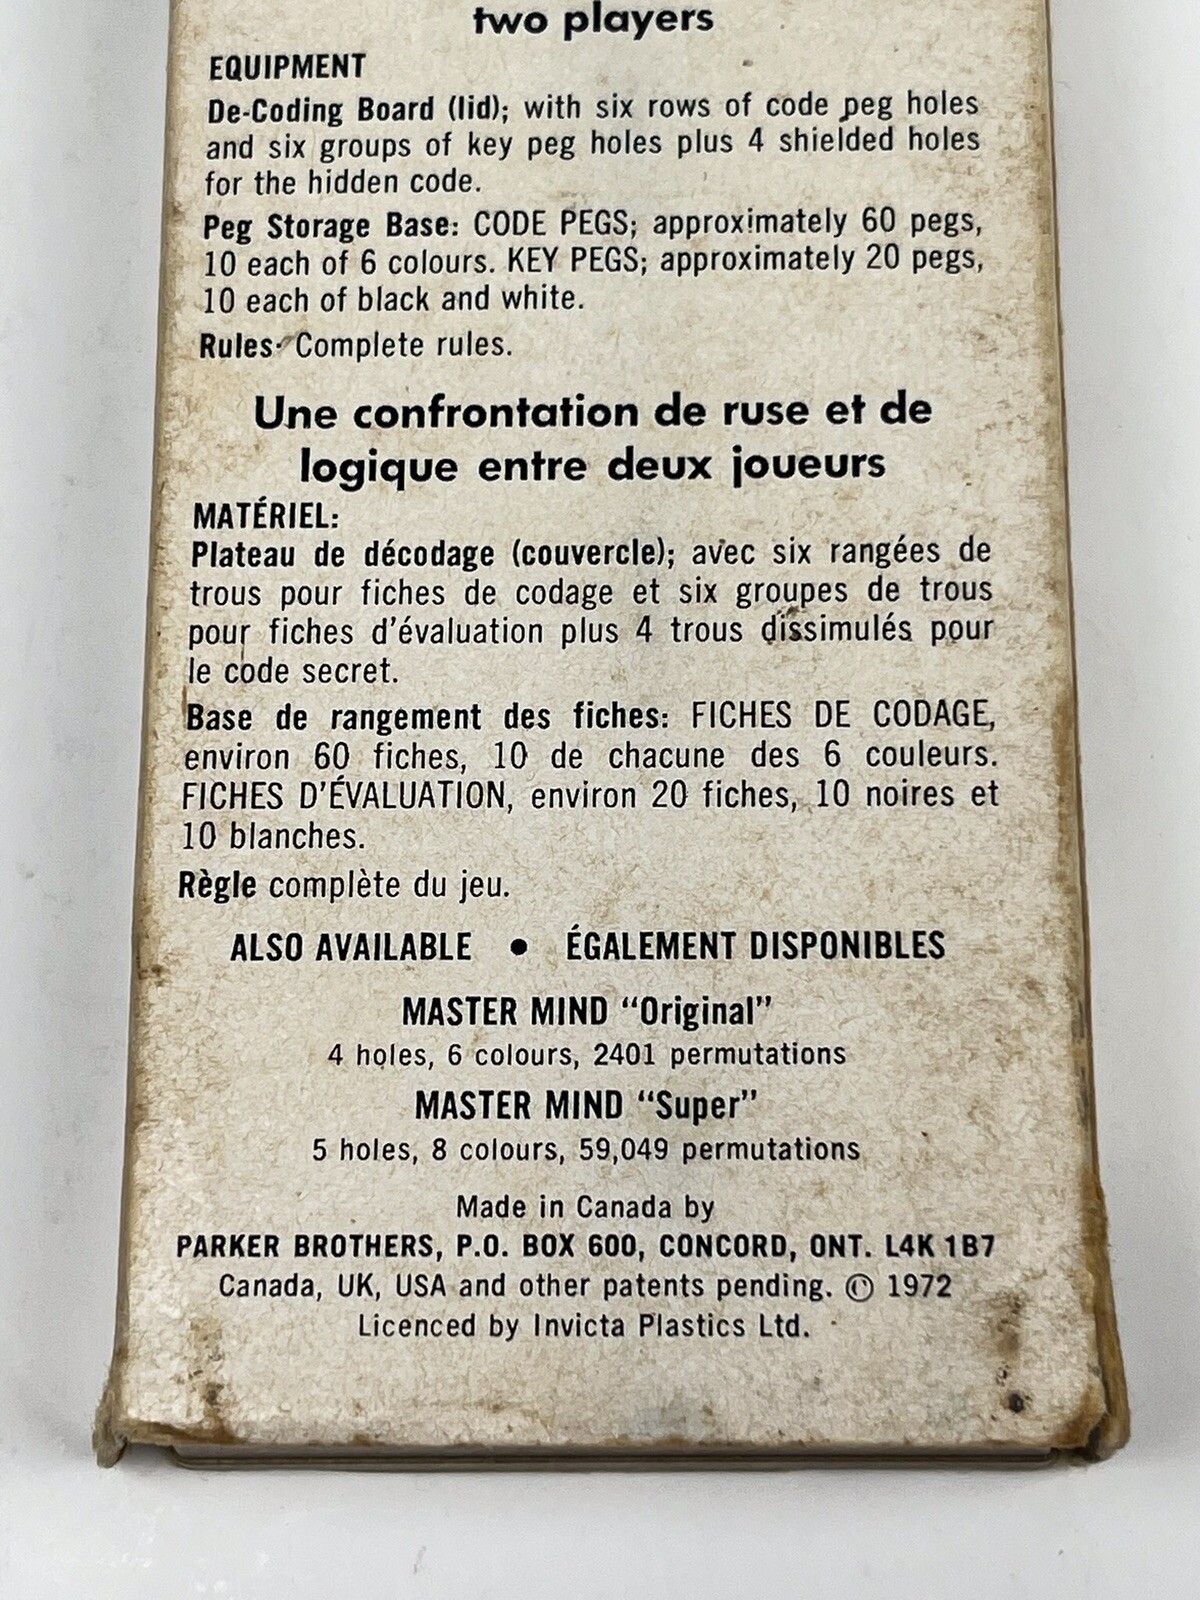 two players
EQUIPMENT
De-Coding Board (lid); with six rows of code peg holes
and six groups of key peg holes plus 4 shielded holes
for the hidden code.
Peg Storage Base: CODE PEGS; approximately 60 pegs,
10 each of 6 colours. KEY PEGS; approximately 20 pegs,
10 each of black and white.
Rules· Complete rules.
Une confrontation de ruse et de
logique entre deux joueurs
MATÉRIEL:
Plateau de décodage (couvercle); avec six rangées de
trous pour fiches de codage et six groupes de trous
pour fiches d'évaluation plus 4 trous dissimulés pour
le code secret.
Base de rangement des fiches: FICHES DE CODAGE,
environ 60 fiches, 10 de chacune des 6 couleurs.
FICHES D'ÉVALUATION, environ 20 fiches, 10 noires et
10 blanches.
Règle complète du jeu.
ALSO AVAILABLE • ÉGALEMENT DISPONIBLES
MASTER MIND "Original"
4 holes, 6 colours, 2401 permutations
MASTER MIND "Super"
5 holes, 8 colours, 59,049 permutations
Made in Canada by
PARKER BROTHERS, P.O. BOX 600, CONCORD, ONT. L4K 1B7
Canada, UK, USA and other patents pending. © 1972
Licenced by Invicta Plastics Ltd.